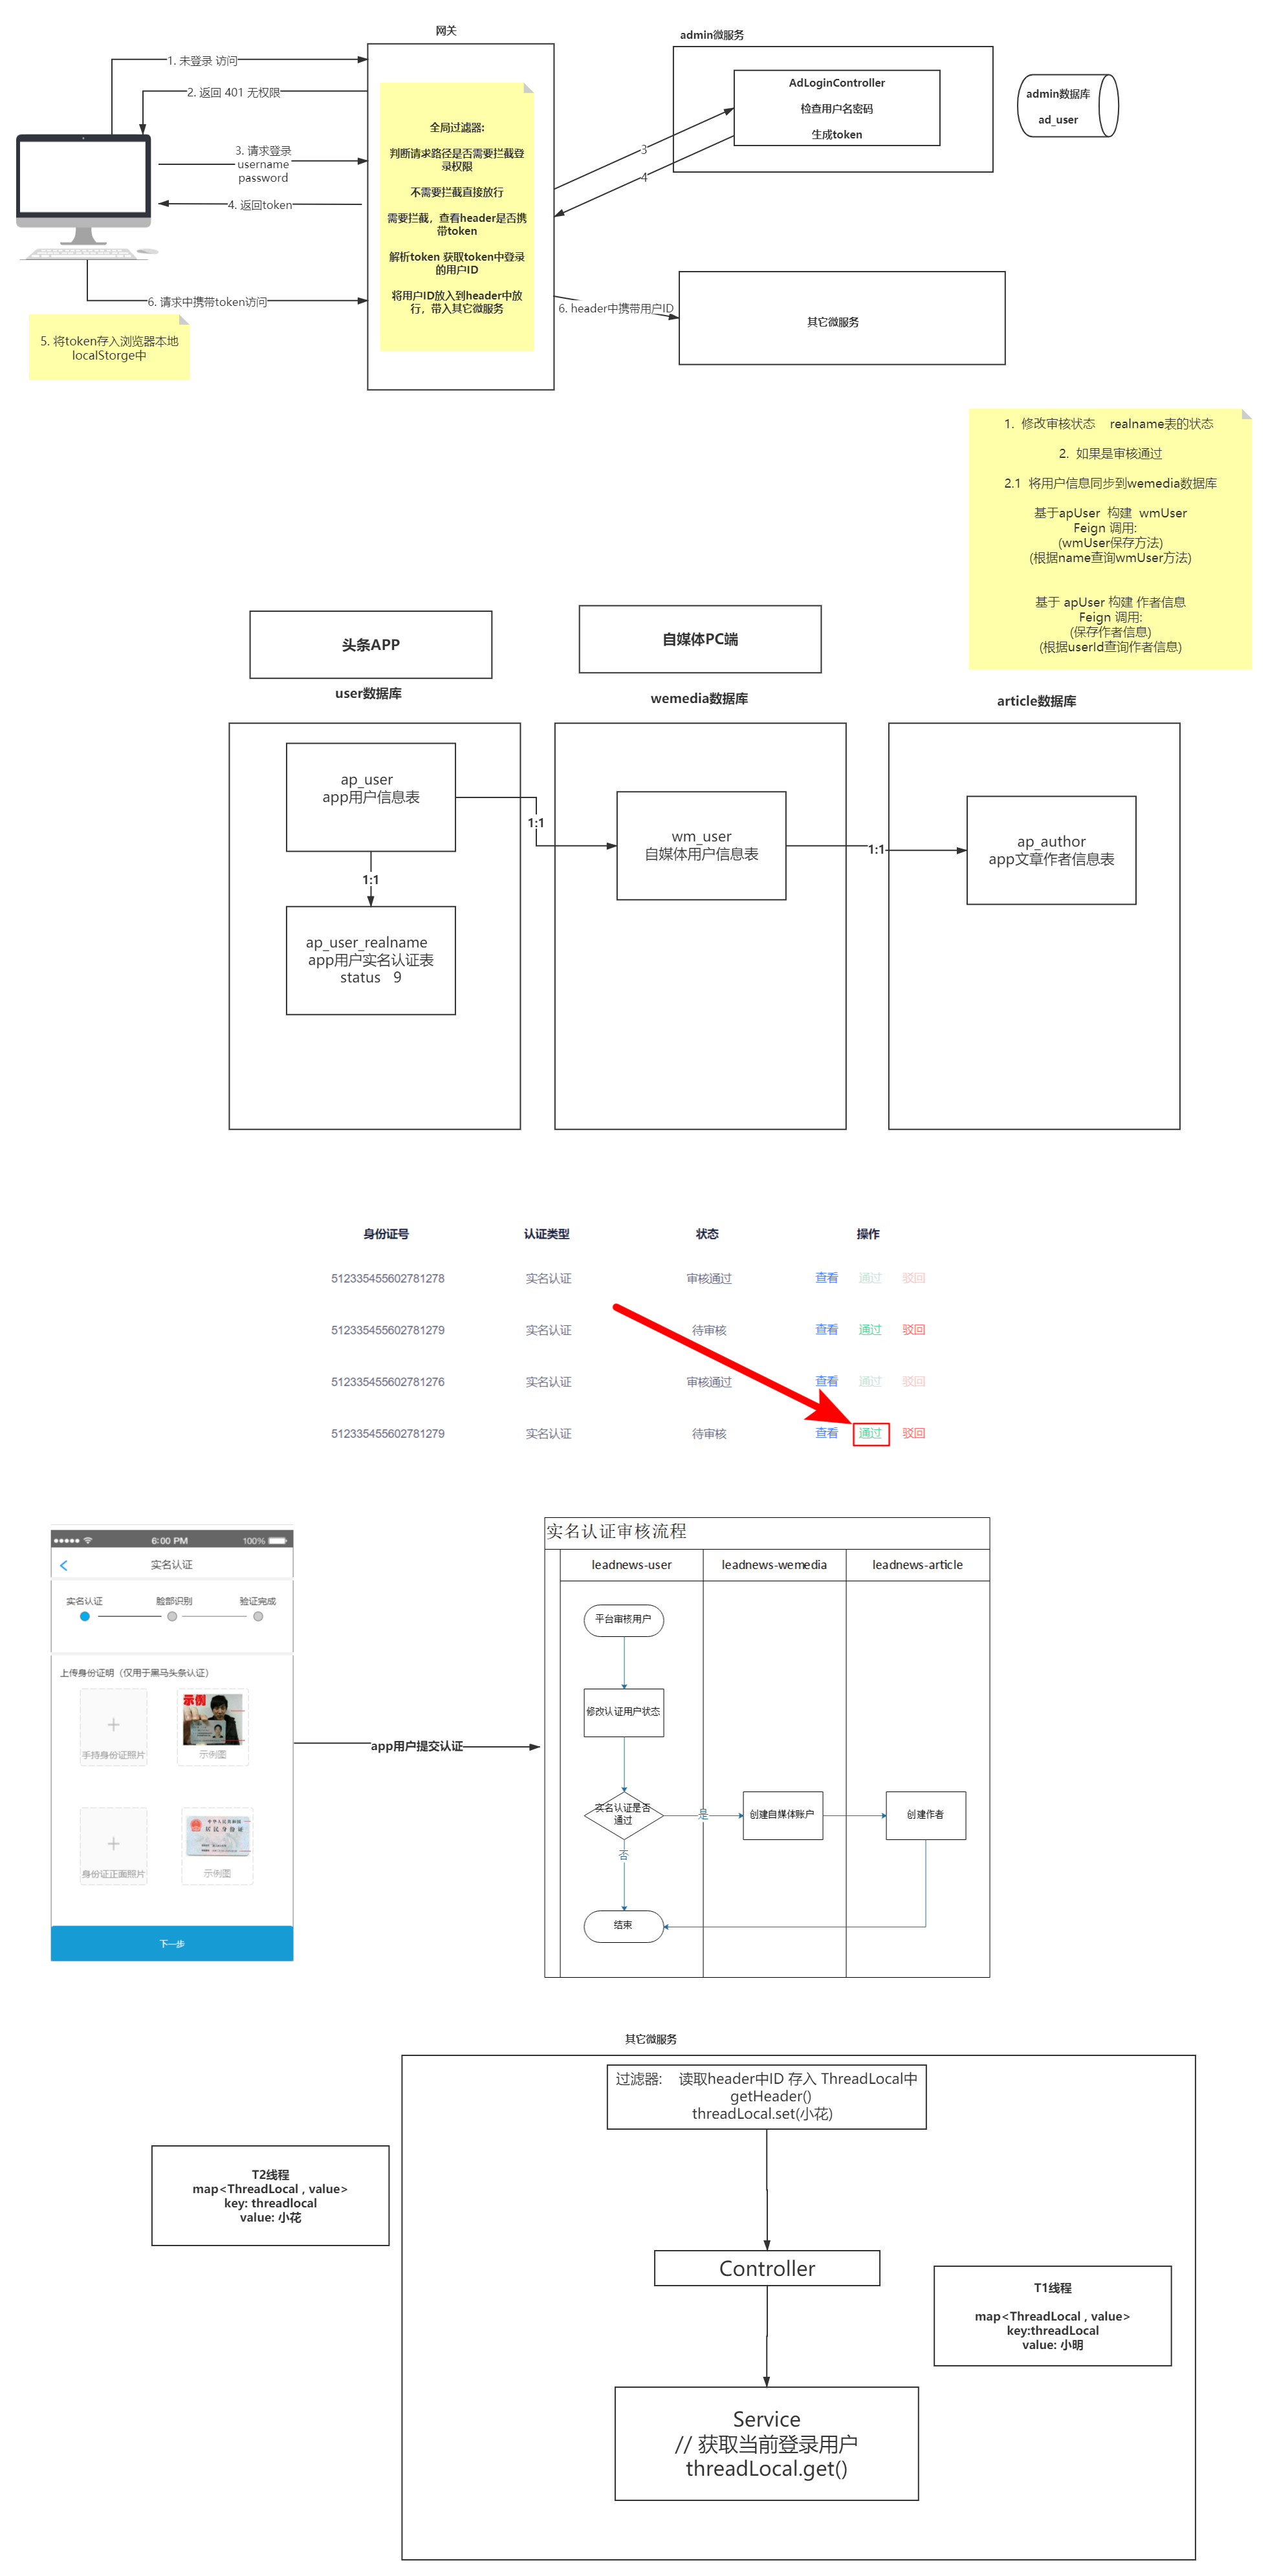 网关
admin微服务
1. 未登录 访问
2. 返回 401 无权限
3. 请求登录
username
password
4. 返回token
6. 请求中携带token访问
5. 将token存入浏览器本地
localStorge中
全局过滤器:
判断请求路径是否需要拦截登
录权限
不需要拦截直接放行
需要拦截，查看header是否携
带token
解析token 获取token中登录
的用户ID
将用户ID放入到header中放
行，带入其它微服务
3
4
AdLoginController
检查用户名密码
生成token
admin数据库
ad_user
6. header中携带用户ID
其它微服务
1. 修改审核状态 realname表的状态
2. 如果是审核通过
2.1 将用户信息同步到wemedia数据库
基于apUser 构建 wmUser
Feign 调用:
(wmUser保存方法)
(根据name查询wmUser方法)
基于 apUser 构建 作者信息
Feign 调用:
(保存作者信息)
(根据userId查询作者信息)
头条APP
自媒体PC端
user数据库
wemedia数据库
article数据库
ap_user
app用户信息表
1:1
1:1
ap_user_realname
app用户实名认证表
status 9
wm_user
自媒体用户信息表
1:1
ap_author
app文章作者信息表
身份证号 认证类型 状态 操作
512335455602781278 实名认证 审核通过 查看 通过 驳回
512335455602781279 实名认证 待审核 查看 通过 驳回
512335455602781276 实名认证 审核通过 查看 通过 驳回
512335455602781279 实名认证 待审核 查看 通过 驳回
6:00 PM 100%
实名认证
实名认证 脸部识别 验证完成
上传身份证明（仅用于黑马头条认证）
示例
手持身份证照片 示例图
中华人民共和国
居民身份证
身份证正面照片 示例图
下一步
app用户提交认证
实名认证审核流程
leadnews-user leadnews-wemedia leadnews-article
平台审核用户
修改认证用户状态
实名认证是否
通过
是
创建自媒体账户
创建作者
否
结束
其它微服务
过滤器: 读取header中ID 存入 ThreadLocal中
getHeader()
threadLocal.set(小花)
T2线程
map<ThreadLocal , value>
key: threadlocal
value: 小花
Controller
T1线程
map<ThreadLocal , value>
key:threadLocal
value: 小明
Service
// 获取当前登录用户
threadLocal.get()